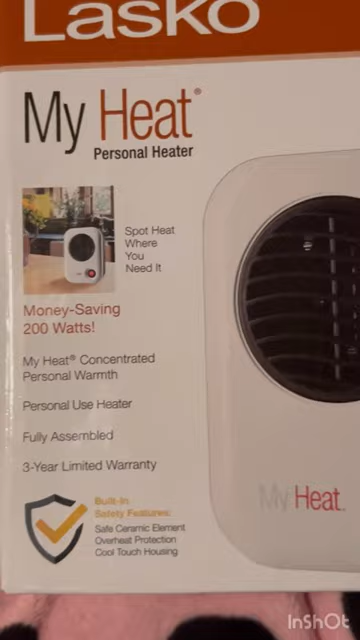 Lasko
My Heat®
Personal Heater
Spot Heat
Where
You
Need It
Money-Saving
200 Watts!
My Heat® Concentrated
Personal Warmth
Personal Use Heater
Fully Assembled
3-Year Limited Warranty
Built-In
Safety Features:
Safe Ceramic Element
Overheat Protection
Cool Touch Housing
My Heat.
InShOt